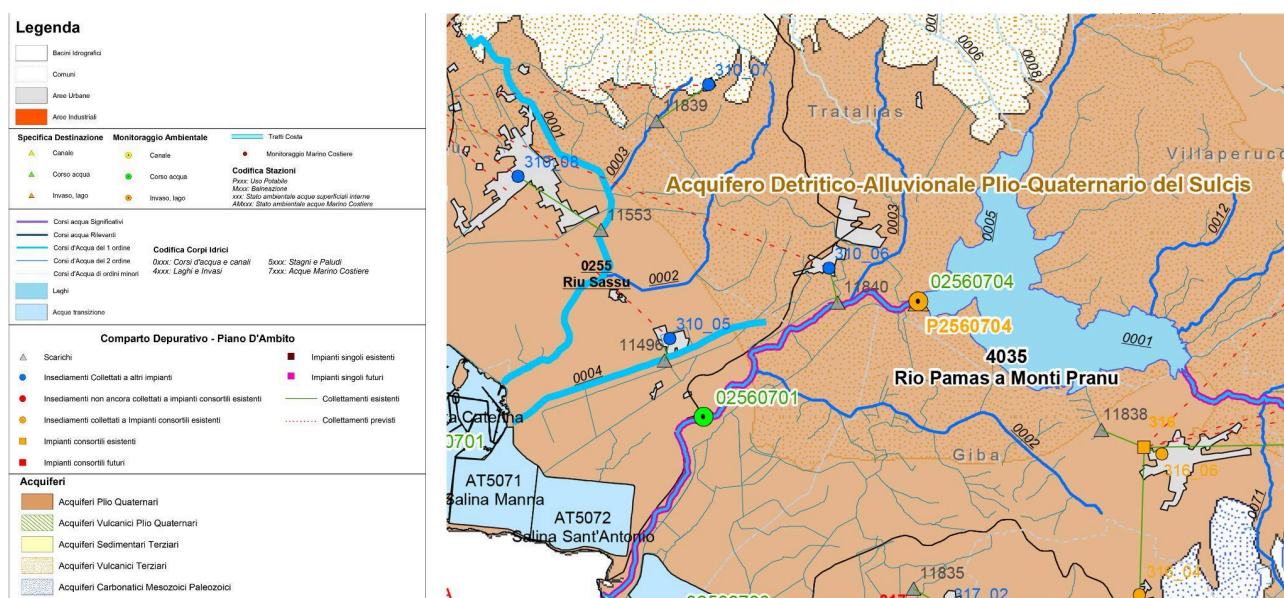 Legenda
Bacini Idrografici
Comuni
Aree Urbane
Aree Industriali
Specifica Destinazione
Monitoraggio Ambientale
Tratti Costa
Canale
Canale
Monitoraggio Marino Costiere
Corso acqua
Corso acqua
Invaso, lago
Invaso, lago
Codifica Stazioni
Pxxx: Uso Potabile
Mxxx: Balneazione
xxx: Stato ambientale acque superficiali interne
AMxxx: Stato ambientale acque Marino Costiere
Corsi acqua Significativi
Corsi acqua Rilevanti
Corsi d'Acqua del 1 ordine
Corsi d'Acqua del 2 ordine
Corsi d'Acqua di ordini minori
Codifica Corpi Idrici
0xxx: Corsi d'acqua e canali
5xxx: Stagni e Paludi
4xxx: Laghi e Invasi
7xxx: Acque Marino Costiere
Laghi
Acque transizione
Comparto Depurativo - Piano D'Ambito
Scarichi
Impianti singoli esistenti
Insediamenti Collettati a altri impianti
Impianti singoli futuri
Insediamenti non ancora collettati a impianti consortili esistenti
Collettamenti esistenti
Insediamenti collettati a Impianti consortili esistenti
Collettamenti previsti
Impianti consortili esistenti
Impianti consortili futuri
Acquiferi
Acquiferi Plio Quaternari
Acquiferi Vulcanici Plio Quaternari
Acquiferi Sedimentari Terziari
Acquiferi Vulcanici Terziari
Acquiferi Carbonatici Mesozoici Paleozoici
0006
0008
310_07
11839
Tratalias
0001
0003
Villaperucc
310_08
Acquifero Detritico-Alluvionale Plio-Quaternario del Sulcis
0003
0005
0012
11553
0255
Riu Sassu
0002
310_06
11840
02560704
P2560704
310_05
11496
0001
4035
Rio Pamas a Monti Pranu
0004
02560701
0701
11838
316
0002
Giba
316_06
AT5071
Salina Manna
AT5072
Salina Sant'Antonio
0071
11835
317_02